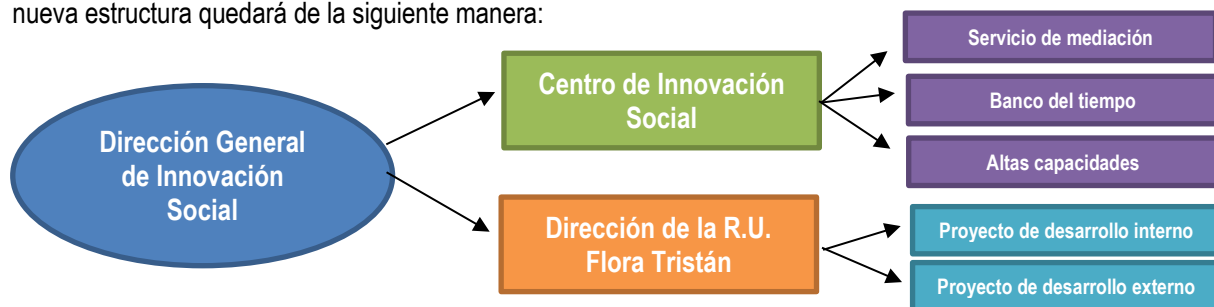 nueva estructura quedará de la siguiente manera:
Dirección General
de Innovación
Social
Centro de Innovación
Social
Servicio de mediación
Banco del tiempo
Altas capacidades
Dirección de la R.U.
Flora Tristán
Proyecto de desarrollo interno
Proyecto de desarrollo externo